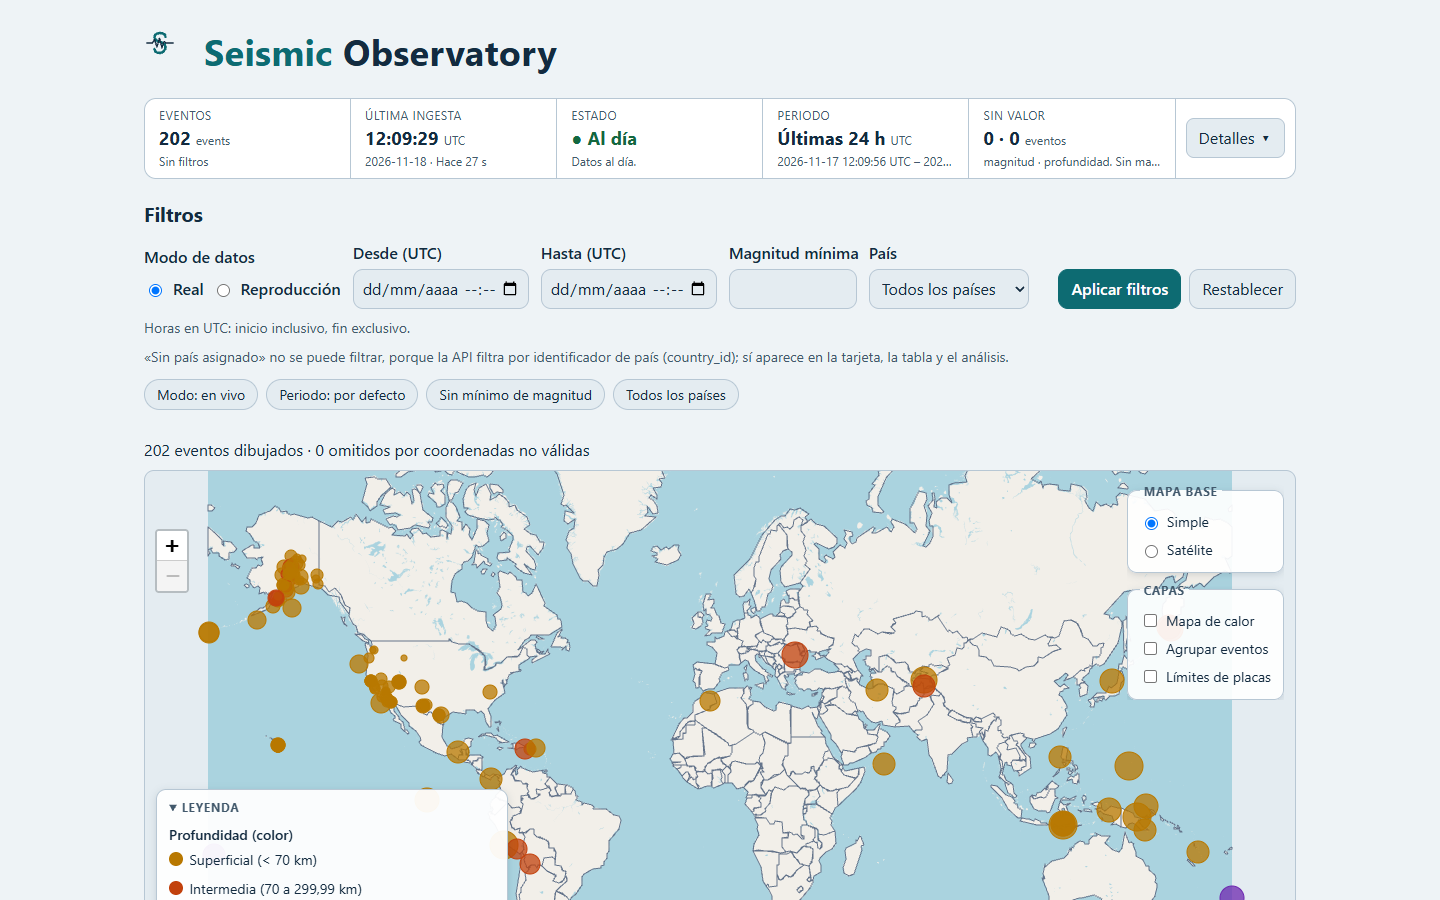 Seismic Observatory
EVENTOS
202 events
Sin filtros
ÚLTIMA INGESTA
12:09:29 UTC
2026-11-18 · Hace 27 s
ESTADO
● Al día
Datos al día.
PERIODO
Últimas 24 h UTC
2026-11-17 12:09:56 UTC – 202...
SIN VALOR
0 · 0 eventos
magnitud · profundidad. Sin ma...
Detalles ▼
Filtros
Modo de datos
Real
Reproducción
Desde (UTC)
dd/mm/aaaa --:--
Hasta (UTC)
dd/mm/aaaa --:--
Magnitud mínima
País
Todos los países
Aplicar filtros
Restablecer
Horas en UTC: inicio inclusivo, fin exclusivo.
«Sin país asignado» no se puede filtrar, porque la API filtra por identificador de país (country_id); sí aparece en la tarjeta, la tabla y el análisis.
Modo: en vivo
Periodo: por defecto
Sin mínimo de magnitud
Todos los países
202 eventos dibujados · 0 omitidos por coordenadas no válidas
+
−
MAPA BASE
Simple
Satélite
CAPAS
Mapa de calor
Agrupar eventos
Límites de placas
▼ LEYENDA
Profundidad (color)
Superficial (< 70 km)
Intermedia (70 a 299,99 km)